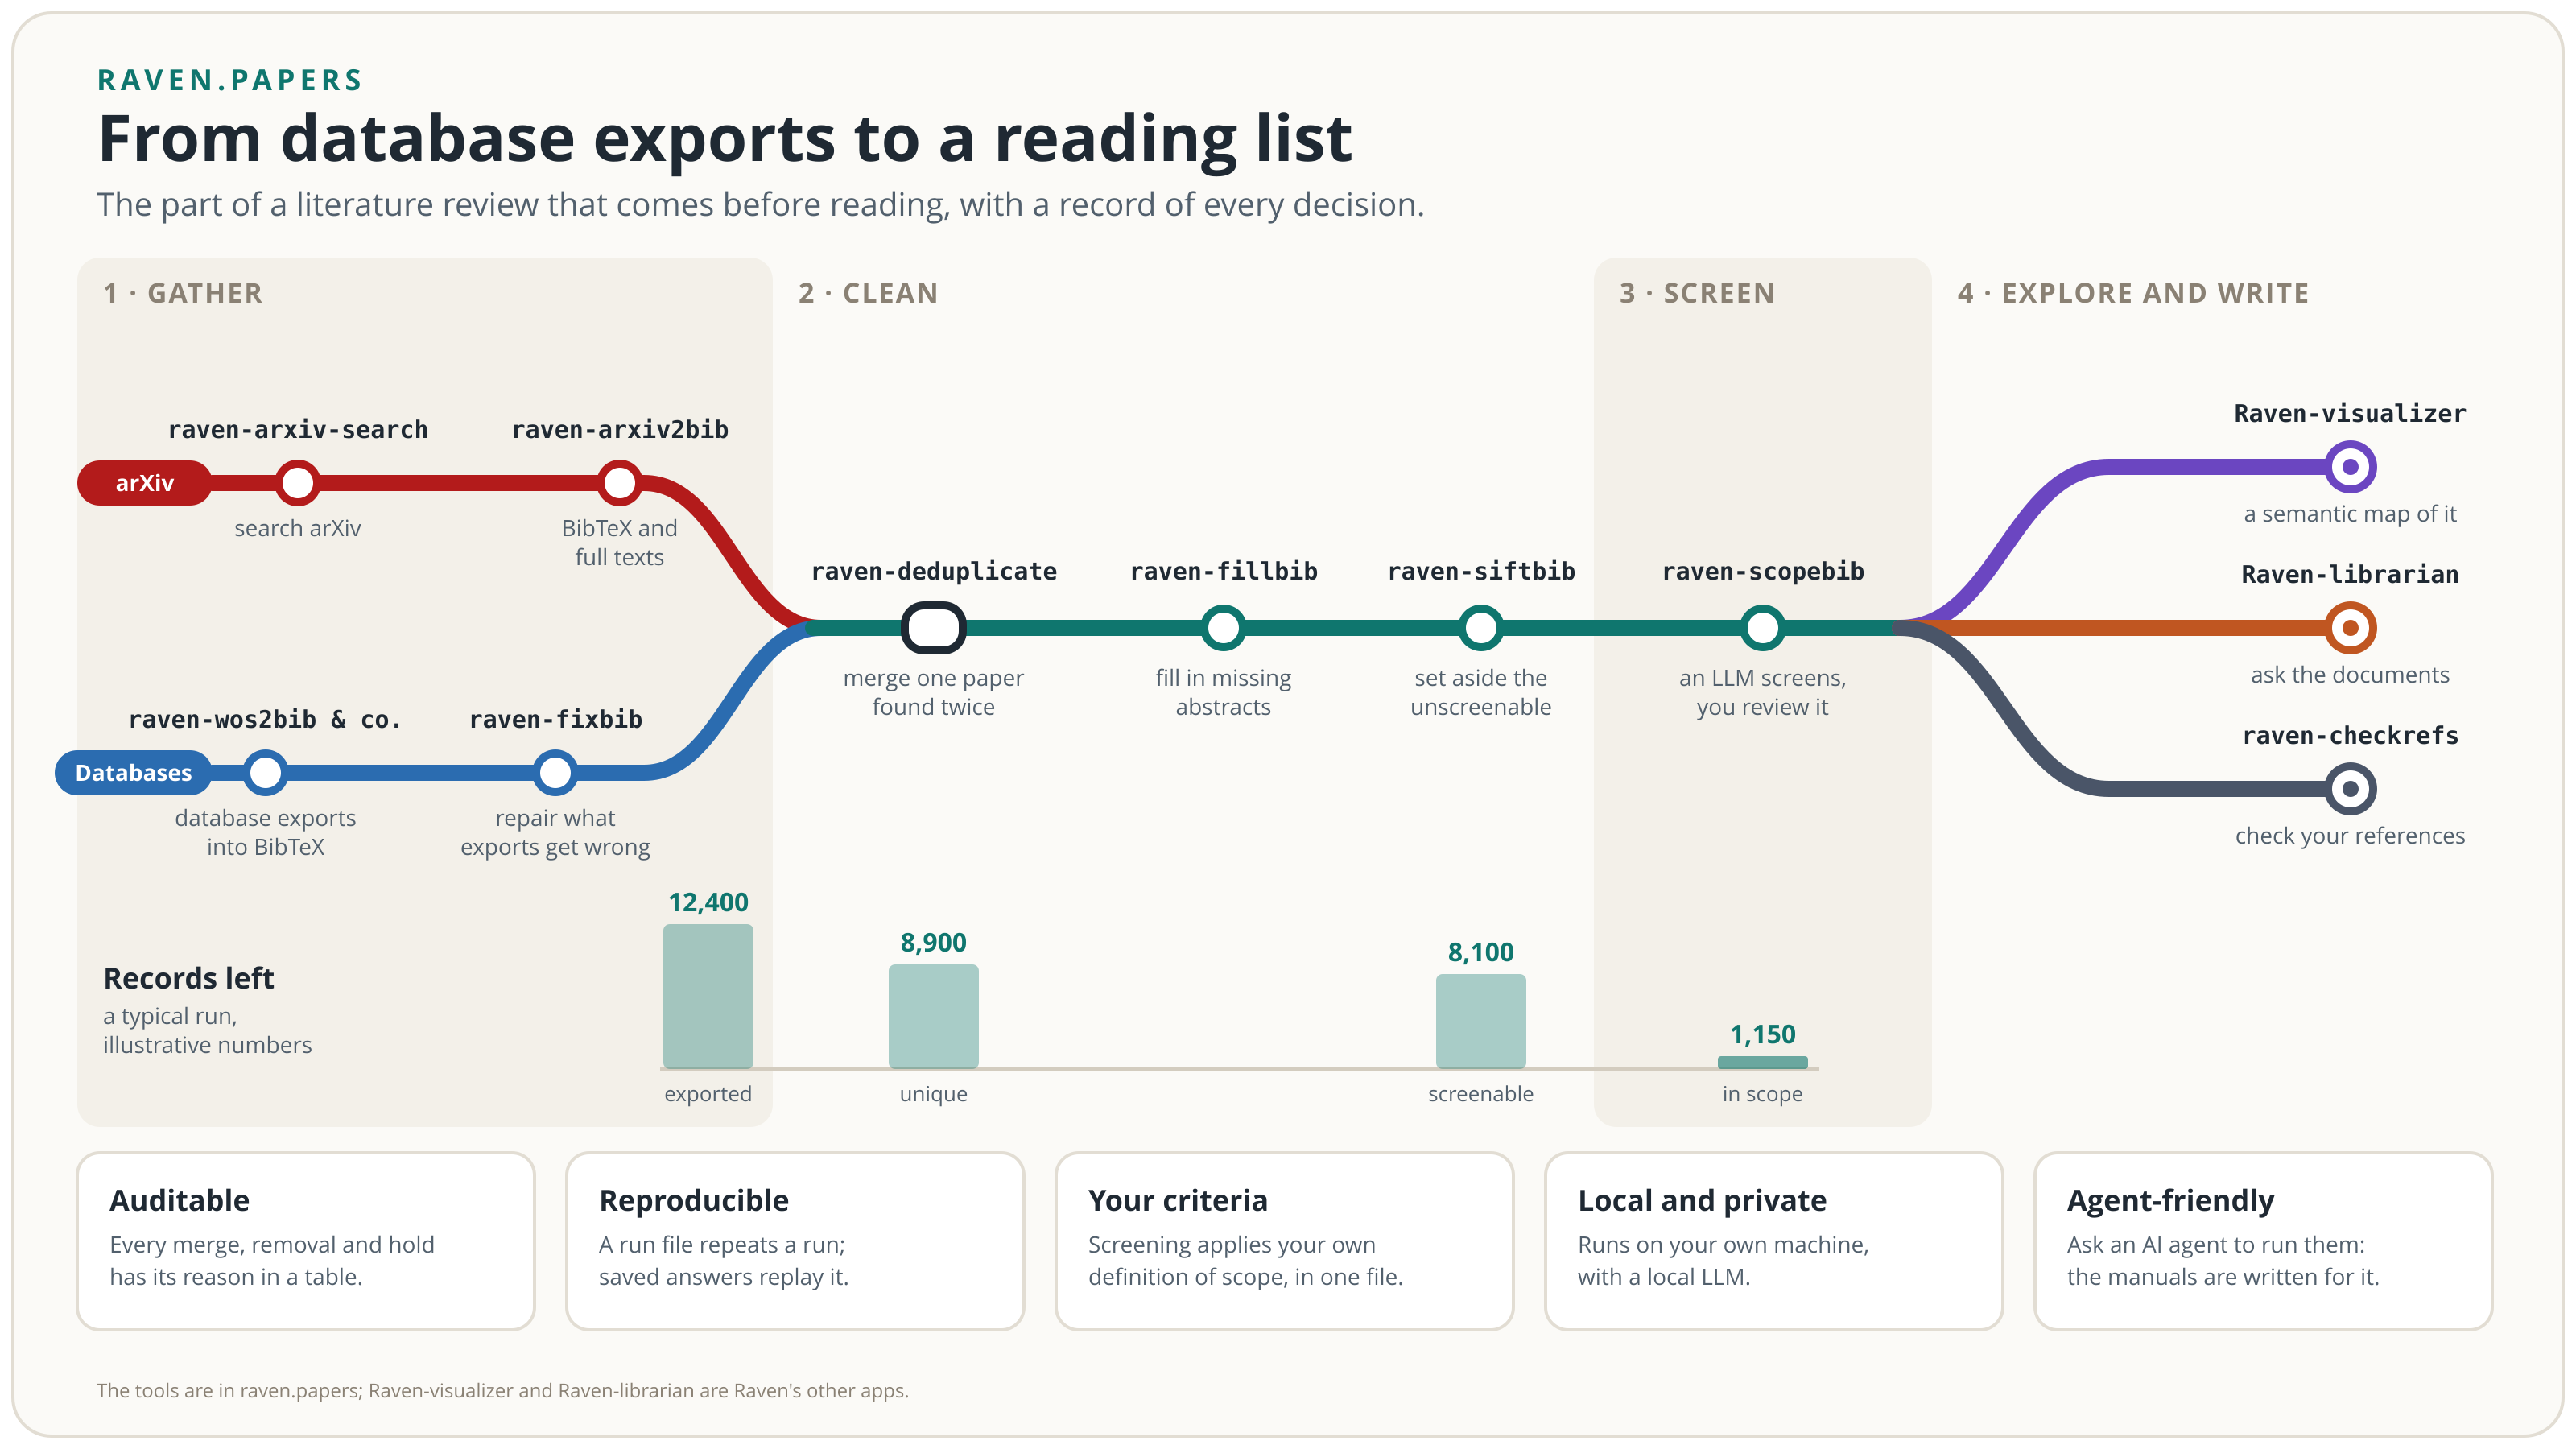 RAVEN.PAPERS
From database exports to a reading list
The part of a literature review that comes before reading, with a record of every decision.
1 · GATHER
2 · CLEAN
3 · SCREEN
4 · EXPLORE AND WRITE
arXiv
raven-arxiv-search
search arXiv
raven-arxiv2bib
BibTeX and
full texts
Databases
raven-wos2bib & co.
database exports
into BibTeX
raven-fixbib
repair what
exports get wrong
raven-deduplicate
merge one paper
found twice
raven-fillbib
fill in missing
abstracts
raven-siftbib
set aside the
unscreenable
raven-scopebib
an LLM screens,
you review it
Raven-visualizer
a semantic map of it
Raven-librarian
ask the documents
raven-checkrefs
check your references
Records left
a typical run,
illustrative numbers
12,400
exported
8,900
unique
8,100
screenable
1,150
in scope
Auditable
Every merge, removal and hold
has its reason in a table.
Reproducible
A run file repeats a run;
saved answers replay it.
Your criteria
Screening applies your own
definition of scope, in one file.
Local and private
Runs on your own machine,
with a local LLM.
Agent-friendly
Ask an AI agent to run them:
the manuals are written for it.
The tools are in raven.papers; Raven-visualizer and Raven-librarian are Raven's other apps.